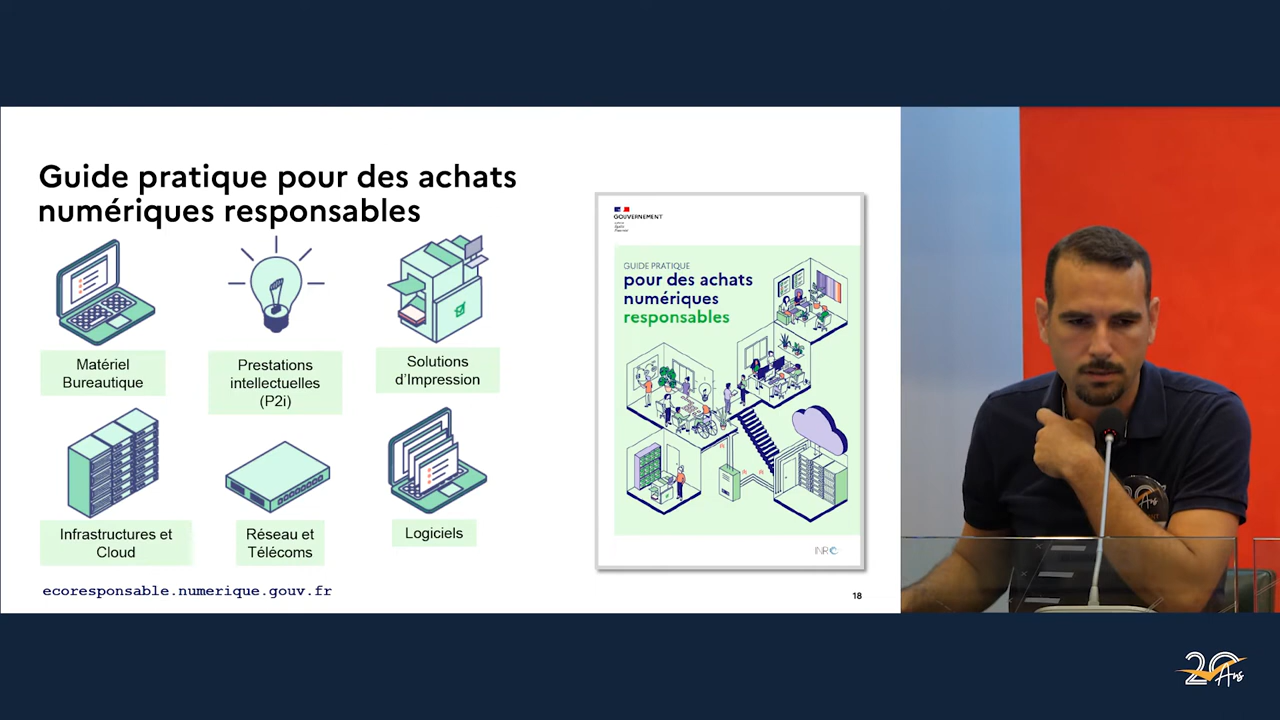 Guide pratique pour des achats
numériques responsables
Matériel
Bureautique
Prestations
intellectuelles
(P2i)
Solutions
d'Impression
Infrastructures et
Cloud
Réseau et
Télécoms
Logiciels
ecoresponsable.numerique.gouv.fr
GOUVERNEMENT
GUIDE PRATIQUE
pour des achats
numériques
responsables
INR
18
20
Ans